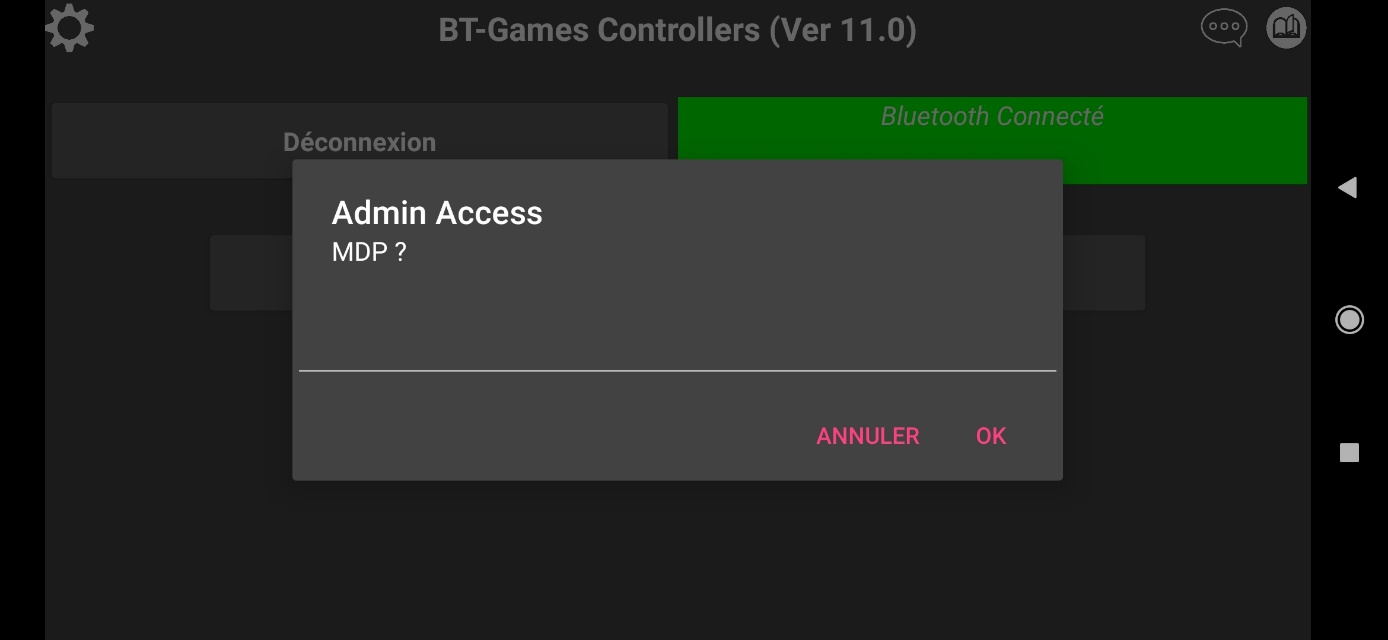 BT-Games Controllers (Ver 11.0)
Déconnexion
Bluetooth Connecté
Admin Access
MDP ?
ANNULER
OK